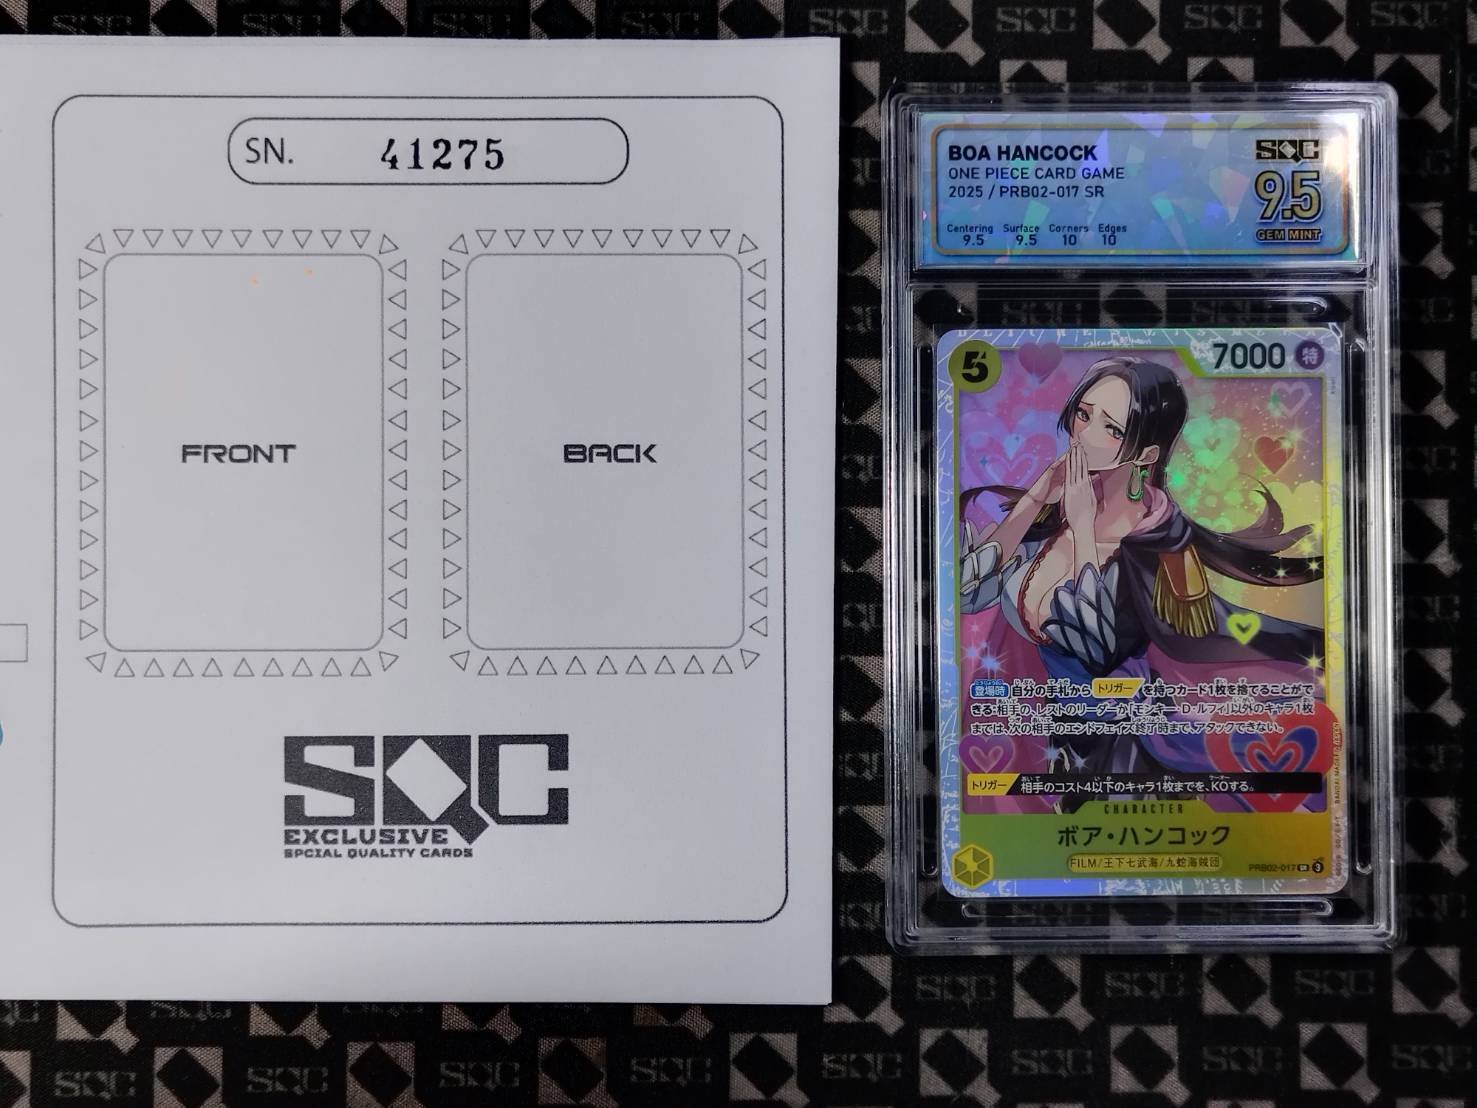 SN. 41275
FRONT
BACK
SQC
EXCLUSIVE
SPCIAL QUALITY CARDS
BOA HANCOCK
ONE PIECE CARD GAME
2025 / PRB02-017 SR
Centering Surface Corners Edges
9.5 9.5 10 10
SQC
9.5
GEM MINT
5
7000 特
登場時 自分の手札から トリガー を持つカード1枚を捨てることがで
きる:相手の、レストのリーダーか「モンキー・D・ルフィ」以外のキャラ1枚
までは、次の相手のエンドフェイズ終了時まで、アタックできない。
トリガー 相手のコスト4以下のキャラ1枚までを、KOする。
CHARACTER
ボア・ハンコック
FILM/王下七武海/九蛇海賊団
PRB02-017 SR 3